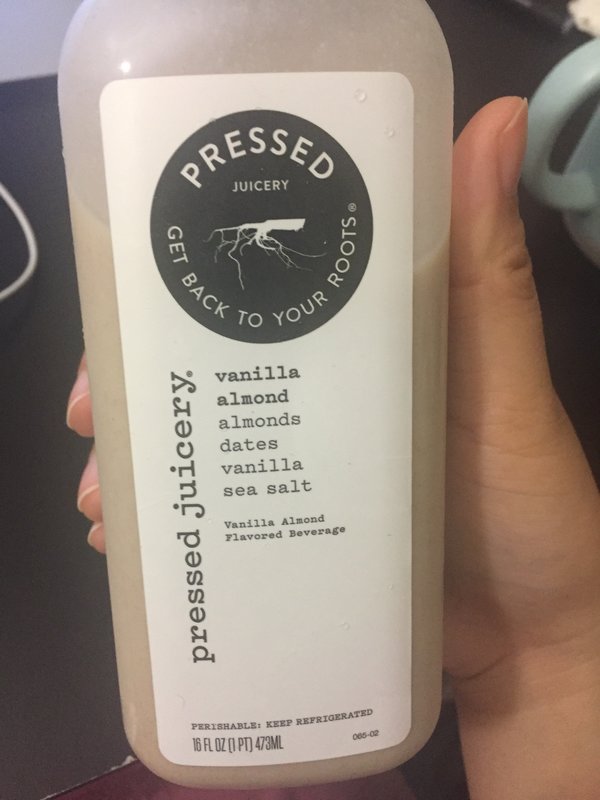 PRESSED
JUICERY
GET BACK TO YOUR ROOTS®
pressed juicery®
vanilla
almond
almonds
dates
vanilla
sea salt
Vanilla Almond
Flavored Beverage
PERISHABLE: KEEP REFRIGERATED
16 FL OZ (1 PT) 473ML
065-02